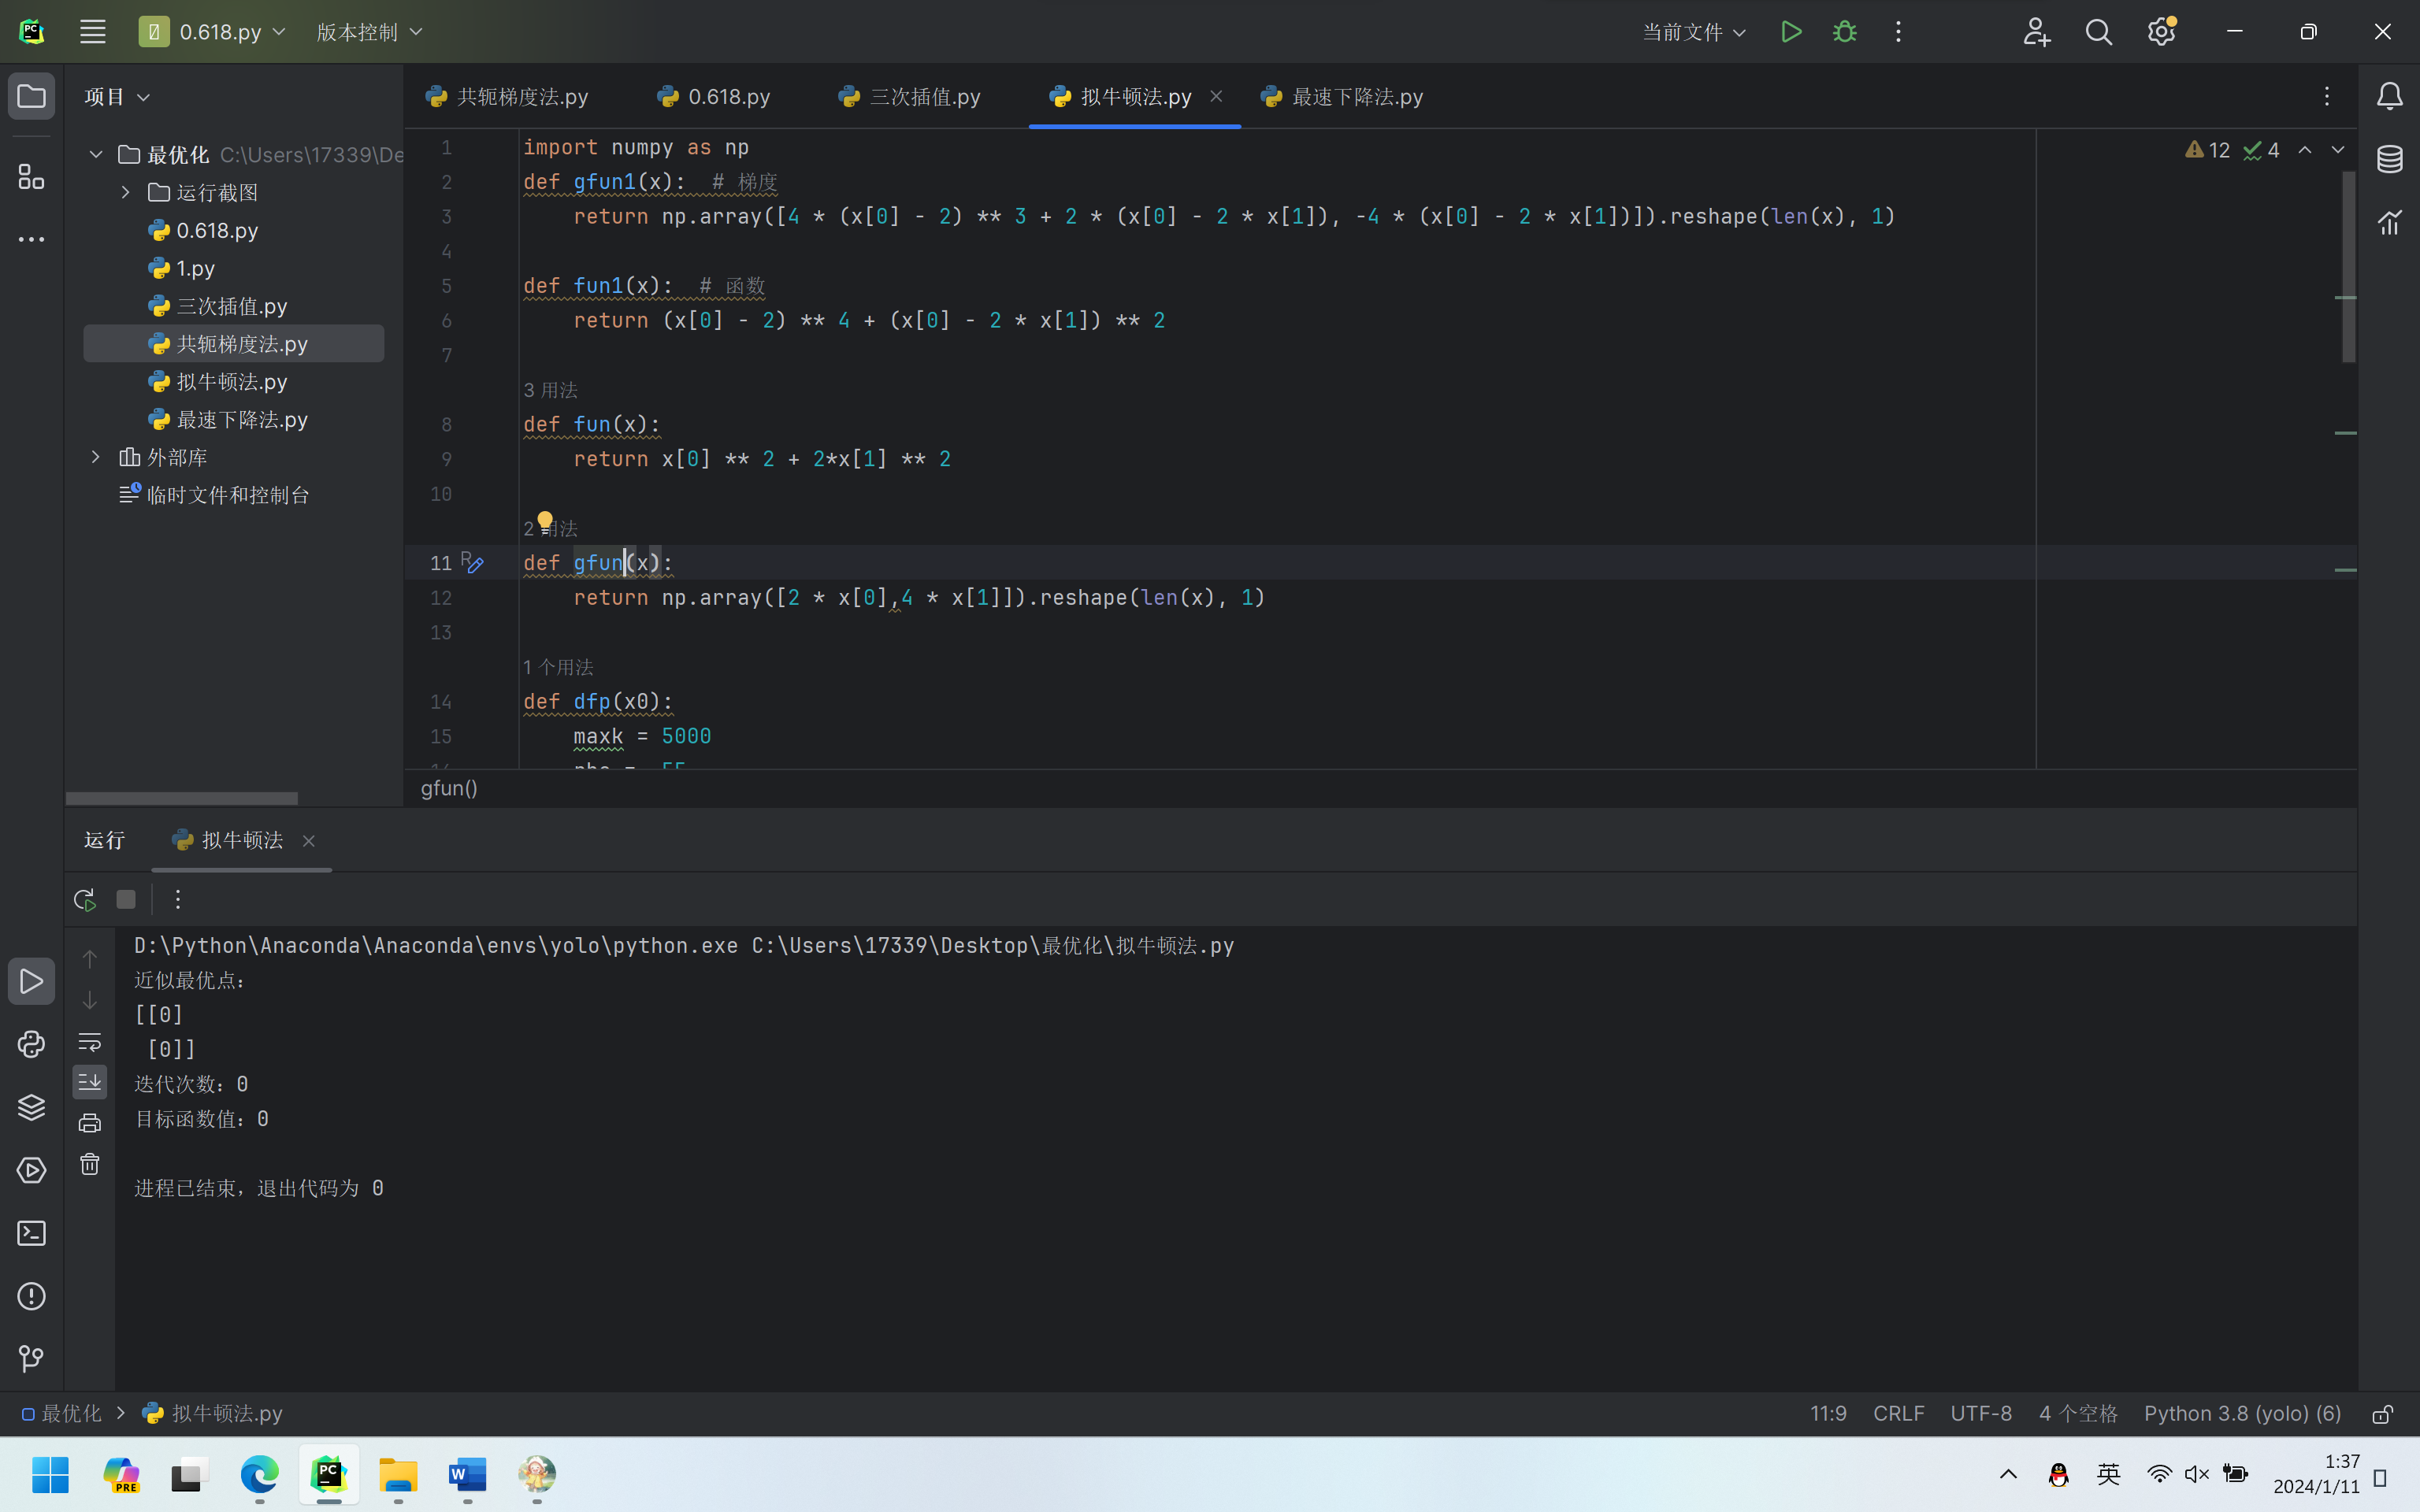 PC
0.618.py
版本控制
当前文件
项目
共轭梯度法.py
0.618.py
三次插值.py
拟牛顿法.py
最速下降法.py
最优化 C:\Users\17339\De
运行截图
0.618.py
1.py
三次插值.py
共轭梯度法.py
拟牛顿法.py
最速下降法.py
外部库
临时文件和控制台
12 4
1 import numpy as np
2 def gfun1(x):  # 梯度
3     return np.array([4 * (x[0] - 2) ** 3 + 2 * (x[0] - 2 * x[1]), -4 * (x[0] - 2 * x[1])]).reshape(len(x), 1)
4
5 def fun1(x):  # 函数
6     return (x[0] - 2) ** 4 + (x[0] - 2 * x[1]) ** 2
7
3 用法
8 def fun(x):
9     return x[0] ** 2 + 2*x[1] ** 2
10
2 用法
11 def gfun(x):
12     return np.array([2 * x[0],4 * x[1]]).reshape(len(x), 1)
13
1 个用法
14 def dfp(x0):
15     maxk = 5000
gfun()
运行
拟牛顿法
D:\Python\Anaconda\Anaconda\envs\yolo\python.exe C:\Users\17339\Desktop\最优化\拟牛顿法.py
近似最优点:
[[0]
 [0]]
迭代次数: 0
目标函数值: 0
进程已结束，退出代码为 0
最优化
拟牛顿法.py
11:9 CRLF UTF-8 4 个空格 Python 3.8 (yolo) (6)
PRE
PC
W
英
1:37
2024/1/11